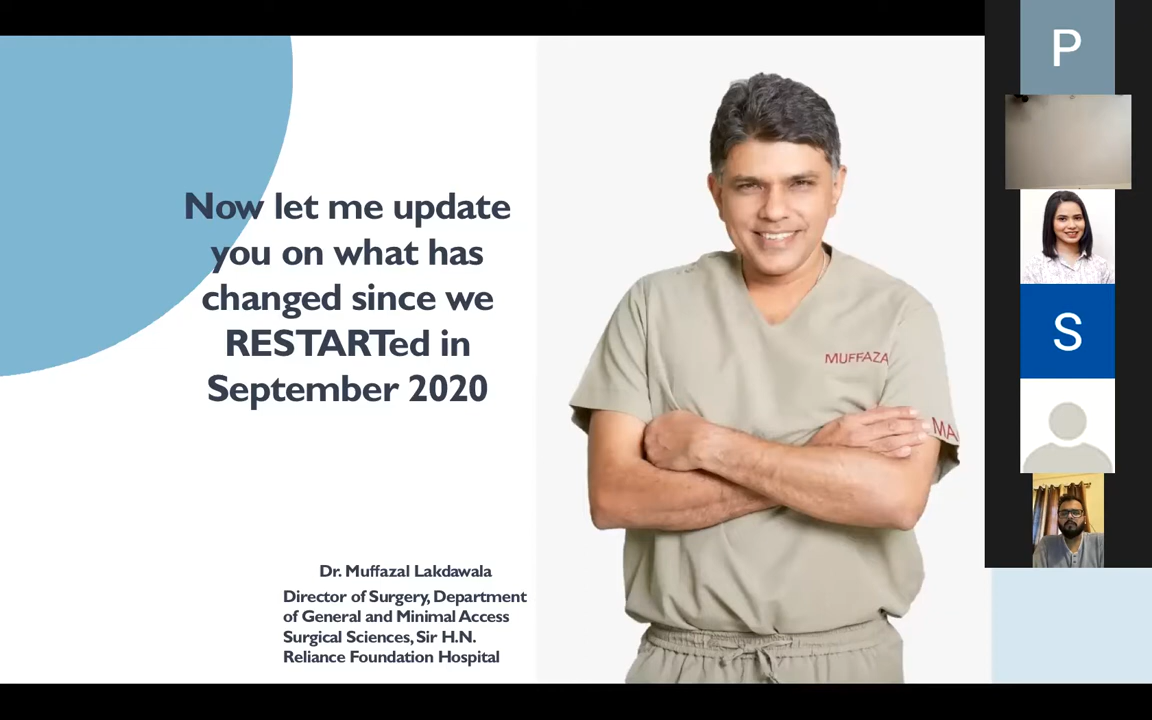 Now let me update
you on what has
changed since we
RESTARTed in
September 2020
Dr. Muffazal Lakdawala
Director of Surgery, Department
of General and Minimal Access
Surgical Sciences, Sir H.N.
Reliance Foundation Hospital
MUFFAZA
MA
P
S